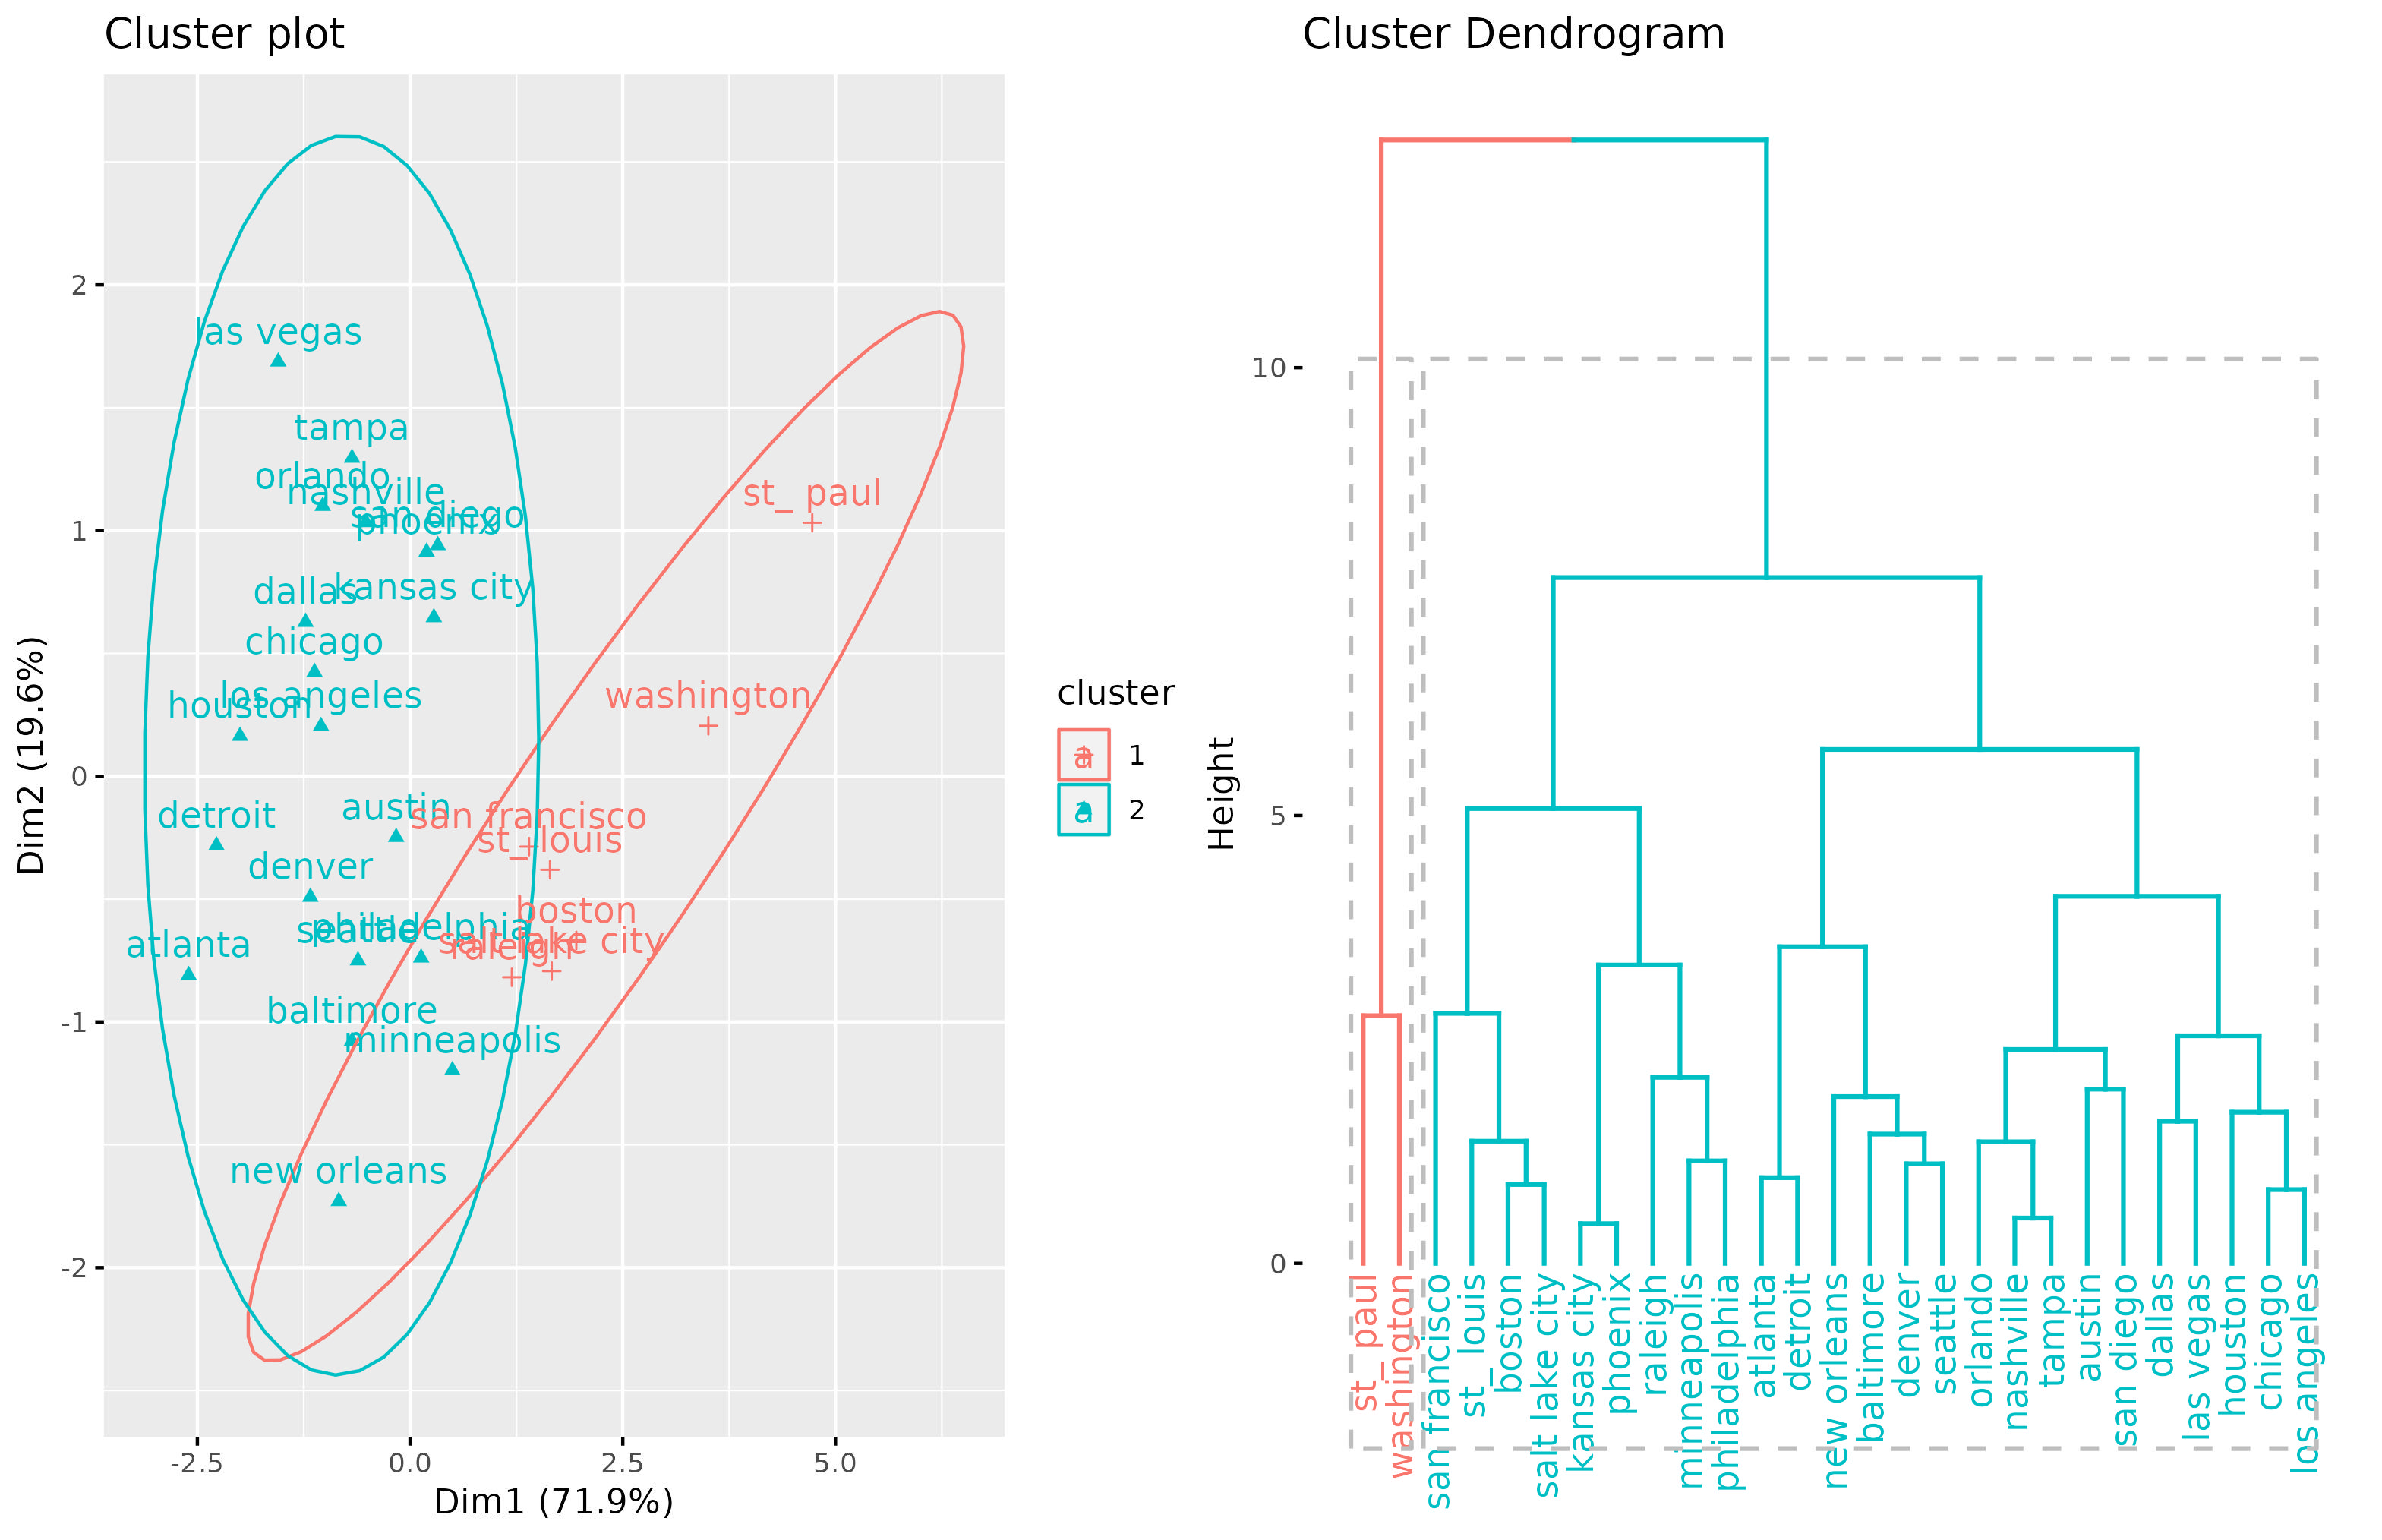 Cluster plot
las vegas
tampa
orlando
nashville
san diego
phoenix
st_ paul
dallas
kansas city
chicago
los angeles
houston
washington
detroit
austin
san francisco
st_ louis
denver
boston
philadelphia
seattle
salt lake city
raleigh
atlanta
baltimore
minneapolis
new orleans
2
1
0
-1
-2
-2.5
0.0
2.5
5.0
Dim2 (19.6%)
Dim1 (71.9%)
cluster
a 1
a 2
Cluster Dendrogram
Height
10
5
0
st_ paul
washington
san francisco
st_ louis
boston
salt lake city
kansas city
phoenix
raleigh
minneapolis
philadelphia
atlanta
detroit
new orleans
baltimore
denver
seattle
orlando
nashville
tampa
austin
san diego
dallas
las vegas
houston
chicago
los angeles